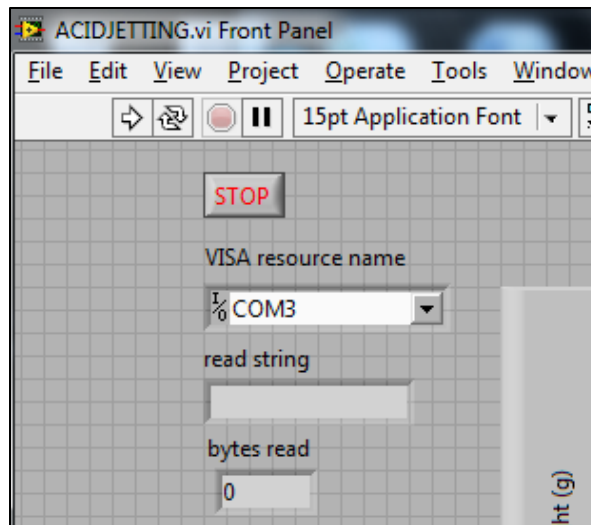 ACIDJETTING.vi Front Panel
File Edit View Project Operate Tools Window
15pt Application Font
STOP
VISA resource name
I/O COM3
read string
bytes read
0
ht (g)